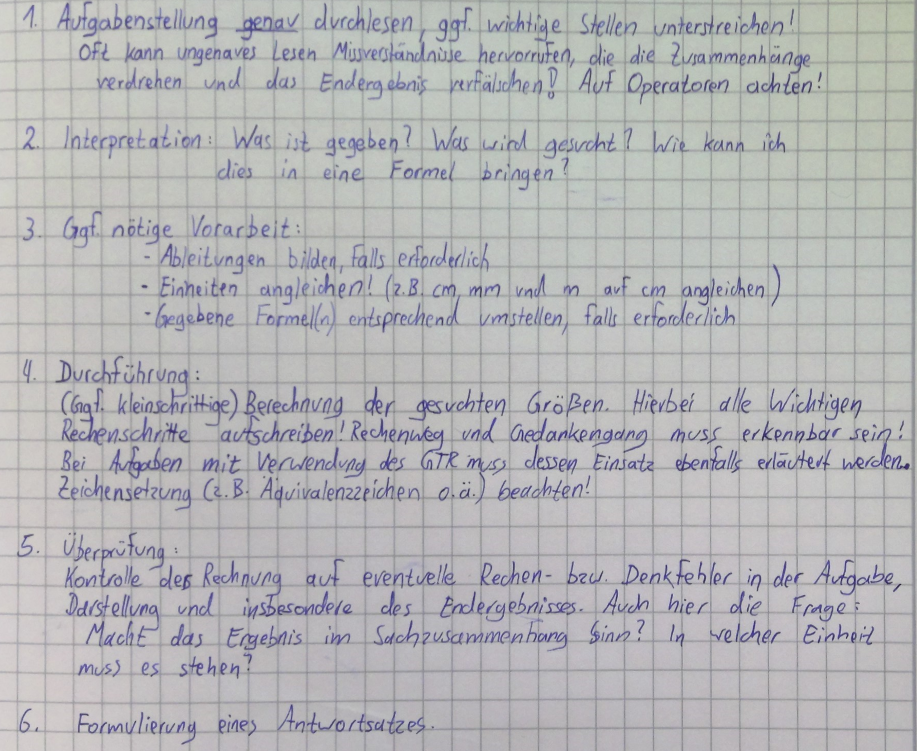 1. Aufgabenstellung genau durchlesen, ggf. wichtige Stellen unterstreichen!
Oft kann ungenaues Lesen Missverständnisse hervorrufen, die die Zusammenhänge
verdrehen und das Endergebnis verfälschen! Auf Operatoren achten!
2. Interpretation: Was ist gegeben? Was wird gesucht? Wie kann ich
dies in eine Formel bringen?
3. Ggf. nötige Vorarbeit:
- Ableitungen bilden, falls erforderlich
- Einheiten angleichen! (z.B. cm, mm und m auf cm angleichen)
- Gegebene Formel(n) entsprechend umstellen, falls erforderlich
4. Durchführung:
(Ggf. kleinschrittige) Berechnung der gesuchten Größen. Hierbei alle Wichtigen
Rechenschritte aufschreiben! Rechenweg und Gedankengang muss erkennbar sein!
Bei Aufgaben mit Verwendung des GTR muss dessen Einsatz ebenfalls erläutert werden.
Zeichensetzung (z.B. Äquivalenzzeichen o.ä.) beachten!
5. Überprüfung:
Kontrolle der Rechnung auf eventuelle Rechen- bzw. Denkfehler in der Aufgabe,
Darstellung und insbesondere des Endergebnisses. Auch hier die Frage:
Macht das Ergebnis im Sachzusammenhang Sinn? In welcher Einheit
muss es stehen?
6. Formulierung eines Antwortsatzes.